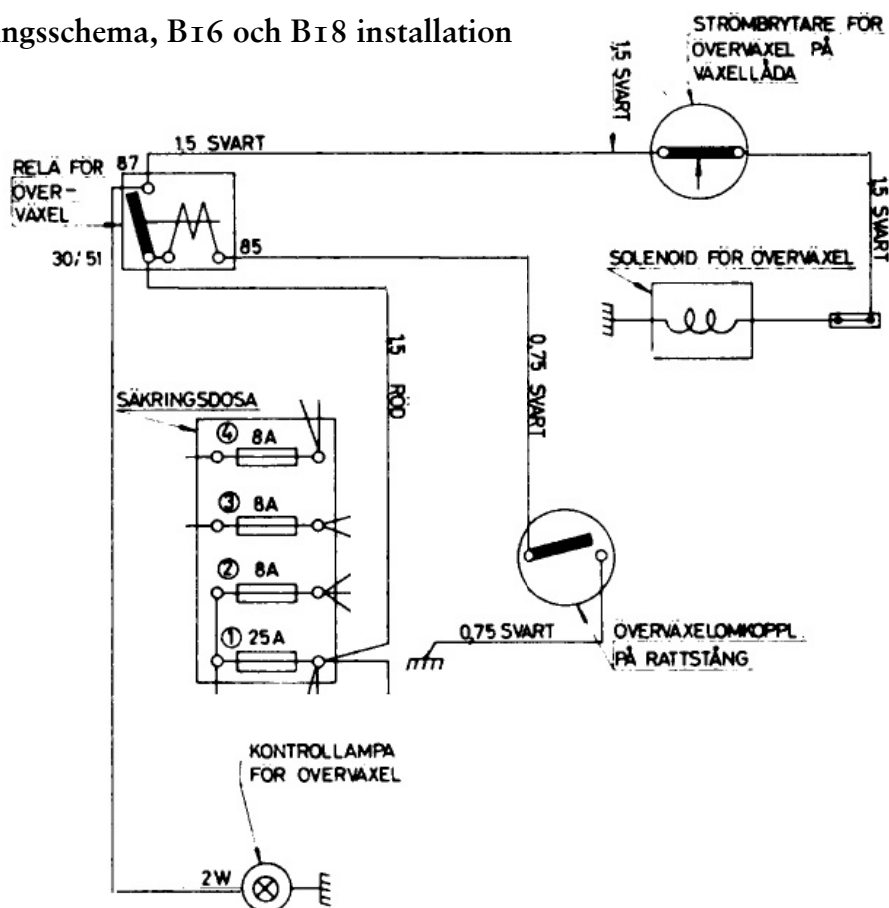 ngsschema, B16 och B18 installation
STRÖMBRYTARE FÖR
ÖVERVÄXEL PÅ
VÄXELLÅDA
1,5 SVART
1,5 SVART
87
RELÄ FÖR
ÖVER-
VÄXEL
30/51
85
1,5 SVART
SOLENOID FÖR ÖVERVÄXEL
1,5 RÖD
0,75 SVART
SÄKRINGSDOSA
④ 8A
③ 8A
② 8A
① 25A
0,75 SVART
ÖVERVÄXELOMKOPPL.
PÅ RATTSTÅNG
KONTROLLAMPA
FÖR ÖVERVÄXEL
2W